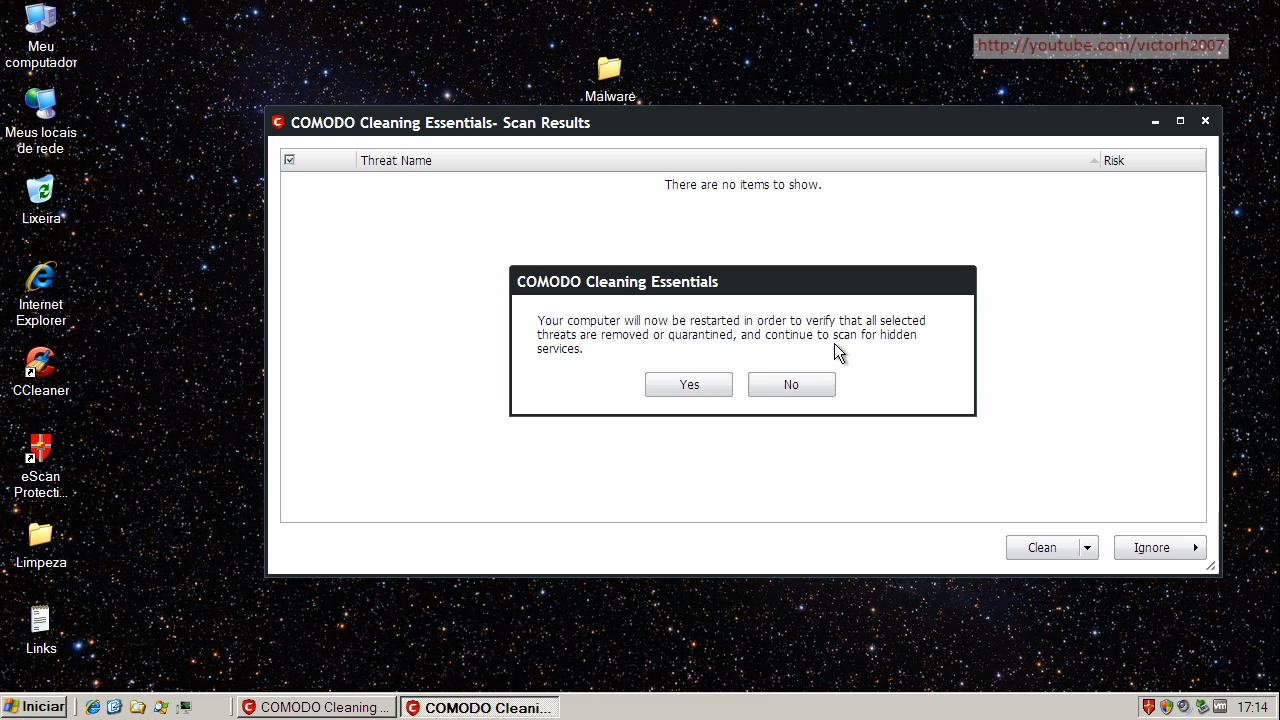 Meu
computador
http://youtube.com/victorh2007
Malware
Meus locais
de rede
COMODO Cleaning Essentials- Scan Results
Threat Name
Risk
There are no items to show.
Lixeira
COMODO Cleaning Essentials
Internet
Explorer
Your computer will now be restarted in order to verify that all selected
threats are removed or quarantined, and continue to scan for hidden
services.
Yes
No
CCleaner
eScan
Protecti...
Clean
Ignore
Limpeza
Links
Iniciar
COMODO Cleaning ...
COMODO Cleani...
17:14